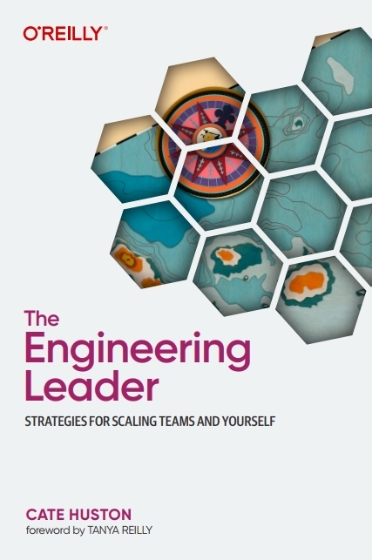 O'REILLY®
The
Engineering
Leader
STRATEGIES FOR SCALING TEAMS AND YOURSELF
CATE HUSTON
foreword by TANYA REILLY